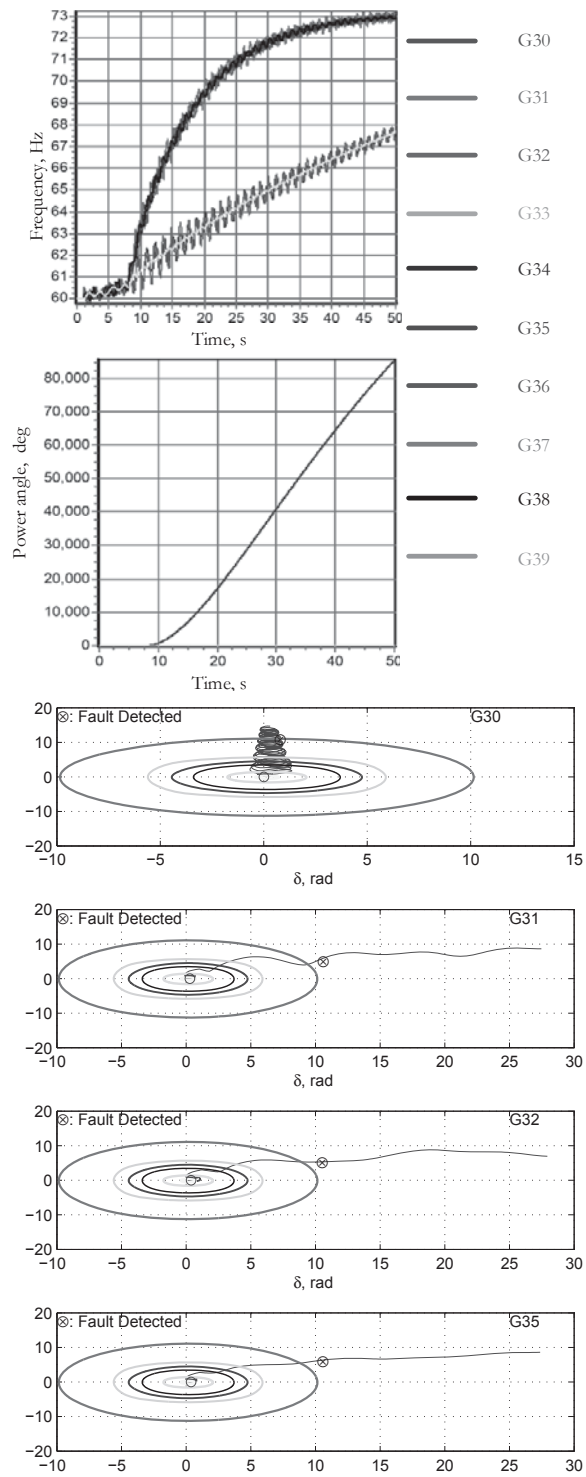 73
72
71
70
69
68
67
66
65
64
63
62
61
60
Frequency, Hz
0 5 10 15 20 25 30 35 40 45 50
Time, s
G30
G31
G32
G33
G34
G35
G36
G37
G38
G39
80,000
70,000
60,000
50,000
40,000
30,000
20,000
10,000
0
Power angle, deg
0 10 20 30 40 50
Time, s
20
10
0
−10
−20
⊗: Fault Detected
G30
−10 −5 0 5 10 15
δ, rad
20
10
0
−10
−20
⊗: Fault Detected
G31
−10 −5 0 5 10 15 20 25 30
δ, rad
20
10
0
−10
−20
⊗: Fault Detected
G32
−10 −5 0 5 10 15 20 25 30
δ, rad
20
10
0
−10
−20
⊗: Fault Detected
G35
−10 −5 0 5 10 15 20 25 30